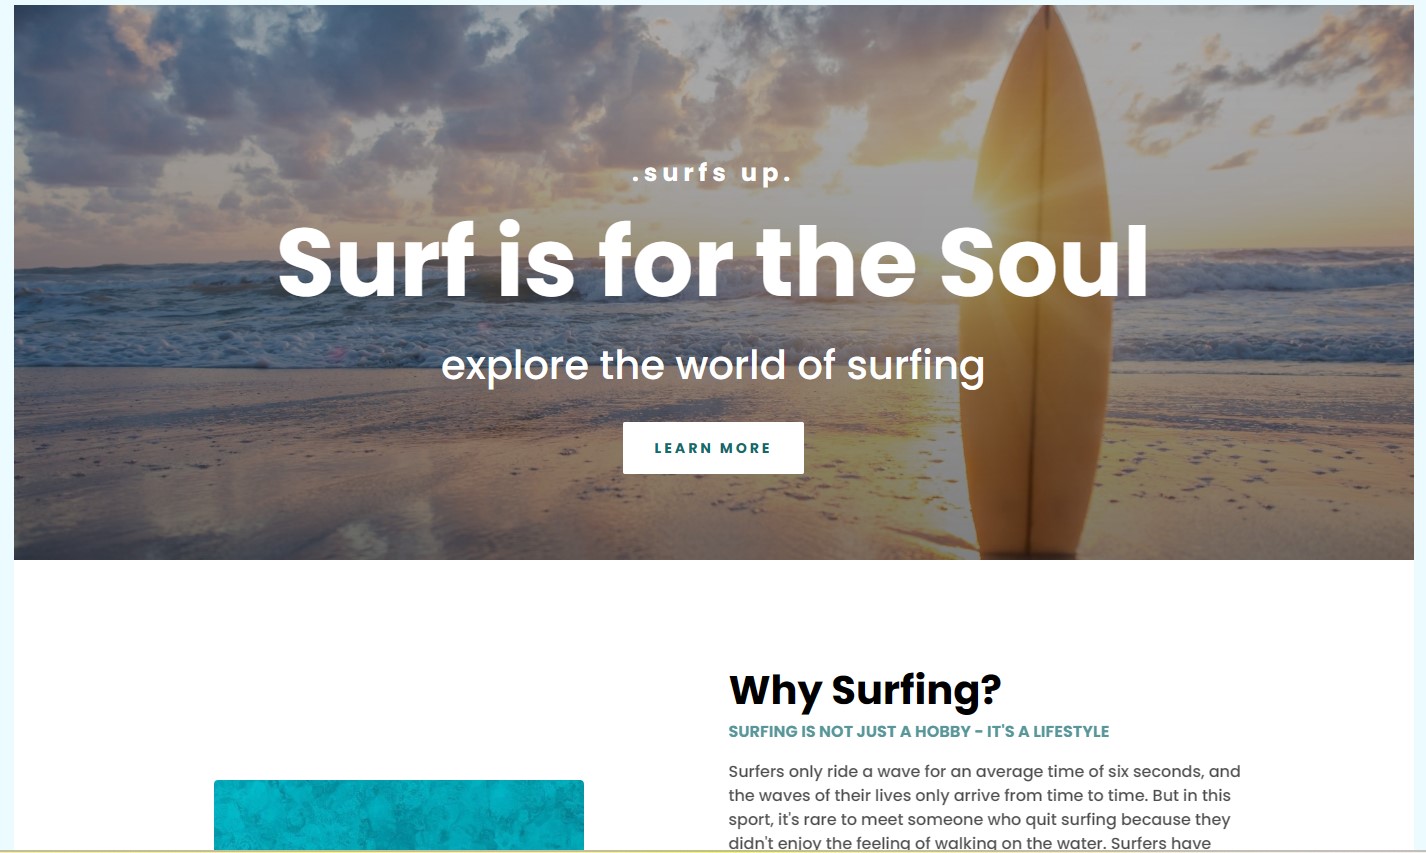 .surfs up.
Surf is for the Soul
explore the world of surfing
LEARN MORE
Why Surfing?
SURFING IS NOT JUST A HOBBY - IT'S A LIFESTYLE
Surfers only ride a wave for an average time of six seconds, and
the waves of their lives only arrive from time to time. But in this
sport, it's rare to meet someone who quit surfing because they
didn't enjoy the feeling of walking on the water. Surfers have